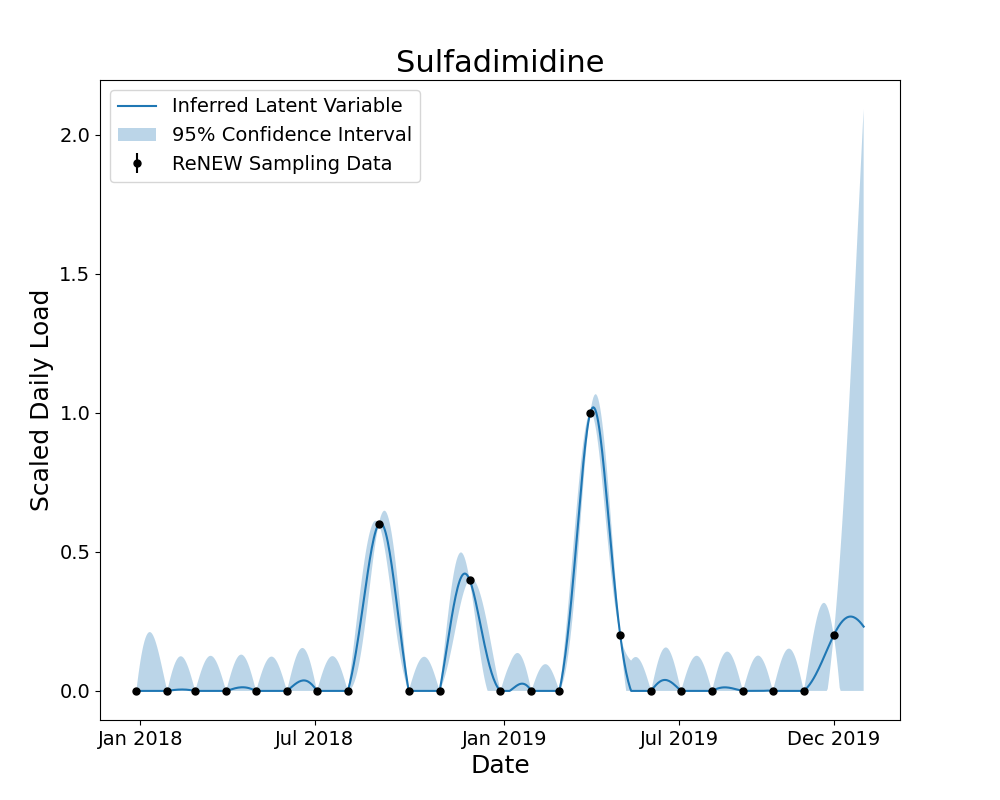 Sulfadimidine
Inferred Latent Variable
95% Confidence Interval
ReNEW Sampling Data
Scaled Daily Load
2.0
1.5
1.0
0.5
0.0
Jan 2018
Jul 2018
Jan 2019
Jul 2019
Dec 2019
Date